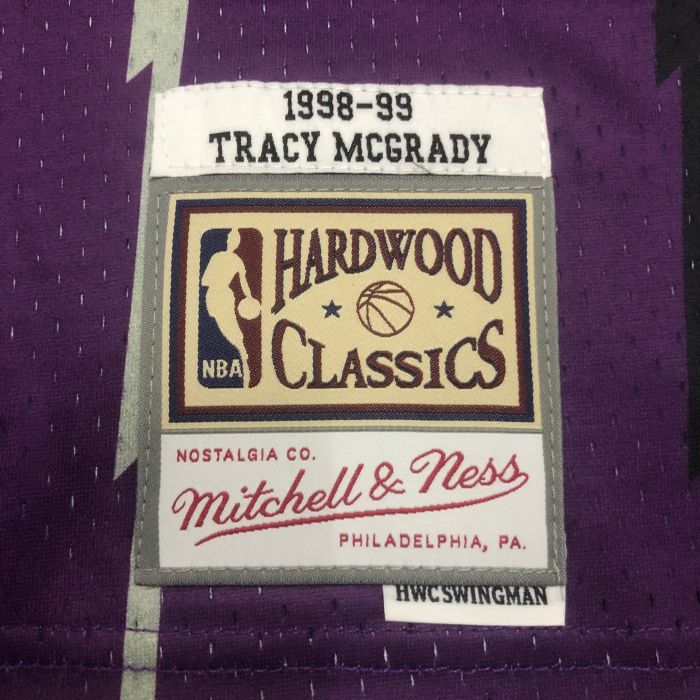 1998-99
TRACY MCGRADY
HARDWOOD
CLASSICS
NBA
NOSTALGIA CO.
Mitchell & Ness
PHILADELPHIA, PA.
HWC SWINGMAN